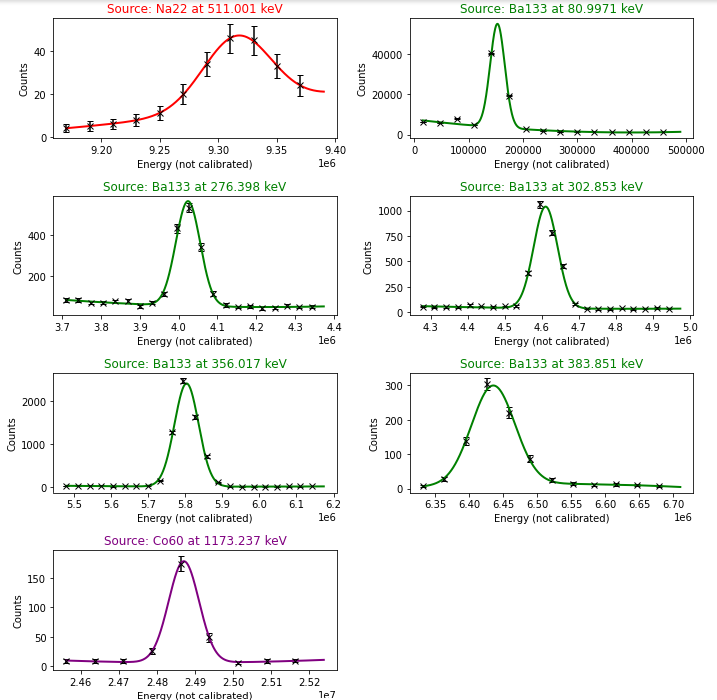 Source: Na22 at 511.001 keV
Counts
40
20
0
9.20 9.25 9.30 9.35 9.40
1e6
Energy (not calibrated)
Source: Ba133 at 80.9971 keV
Counts
40000
20000
0
0 100000 200000 300000 400000 500000
Energy (not calibrated)
Source: Ba133 at 276.398 keV
Counts
400
200
3.7 3.8 3.9 4.0 4.1 4.2 4.3 4.4
1e6
Energy (not calibrated)
Source: Ba133 at 302.853 keV
Counts
1000
750
500
250
0
4.3 4.4 4.5 4.6 4.7 4.8 4.9 5.0
1e6
Energy (not calibrated)
Source: Ba133 at 356.017 keV
Counts
2000
1000
0
5.5 5.6 5.7 5.8 5.9 6.0 6.1 6.2
1e6
Energy (not calibrated)
Source: Ba133 at 383.851 keV
Counts
300
200
100
0
6.35 6.40 6.45 6.50 6.55 6.60 6.65 6.70
1e6
Energy (not calibrated)
Source: Co60 at 1173.237 keV
Counts
150
100
50
0
2.46 2.47 2.48 2.49 2.50 2.51 2.52
1e7
Energy (not calibrated)